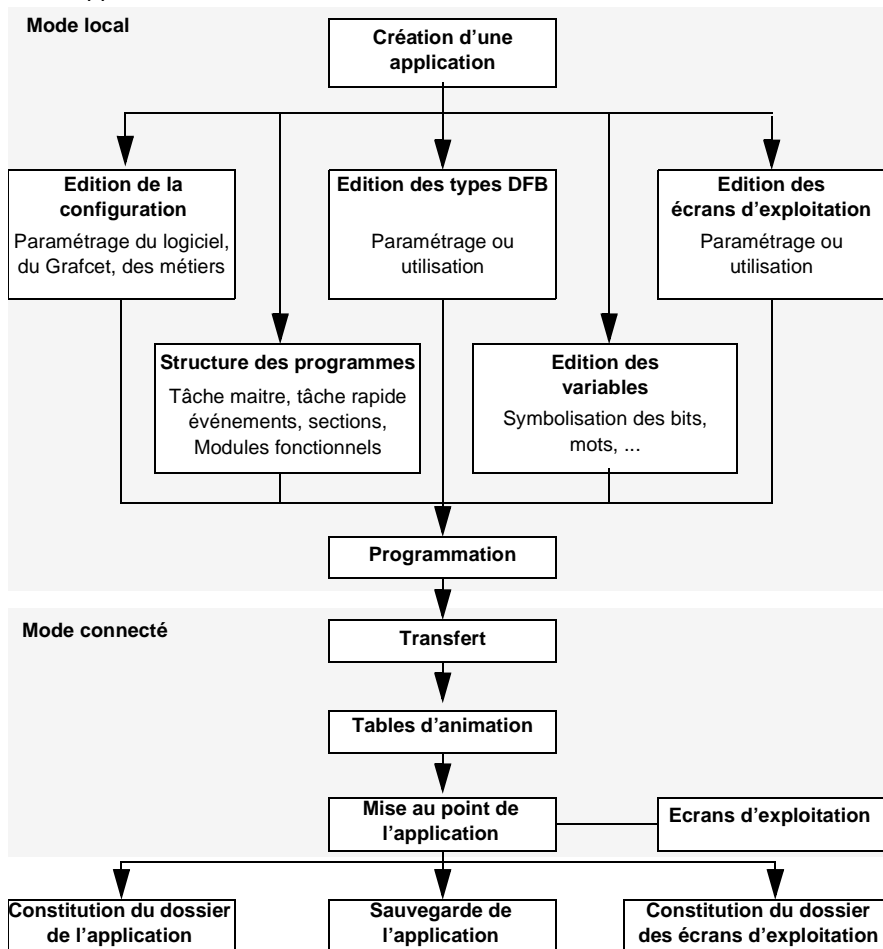 Mode local
Création d'une
application
Edition de la
configuration
Paramétrage du logiciel,
du Grafcet, des métiers
Edition des types DFB
Paramétrage ou
utilisation
Edition des
écrans d'exploitation
Paramétrage ou
utilisation
Structure des programmes
Tâche maitre, tâche rapide
événements, sections,
Modules fonctionnels
Edition des
variables
Symbolisation des bits,
mots, ...
Programmation
Mode connecté
Transfert
Tables d'animation
Mise au point de
l'application
Ecrans d'exploitation
Constitution du dossier
de l'application
Sauvegarde de
l'application
Constitution du dossier
des écrans d'exploitation